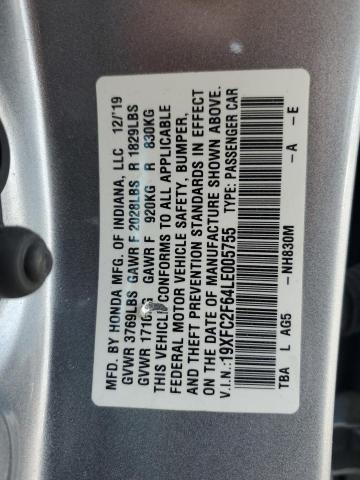 MFD. BY HONDA MFG. OF INDIANA, LLC 12/'19
GVWR 3769LBS GAWR F 2028LBS R 1829LBS
GVWR 1710KG GAWR F 920KG R 830KG
THIS VEHICLE CONFORMS TO ALL APPLICABLE
FEDERAL MOTOR VEHICLE SAFETY, BUMPER,
AND THEFT PREVENTION STANDARDS IN EFFECT
ON THE DATE OF MANUFACTURE SHOWN ABOVE.
V.I.N.:19XFC2F64LE005755 TYPE: PASSENGER CAR
TBA L AG5 -NH830M -A -E